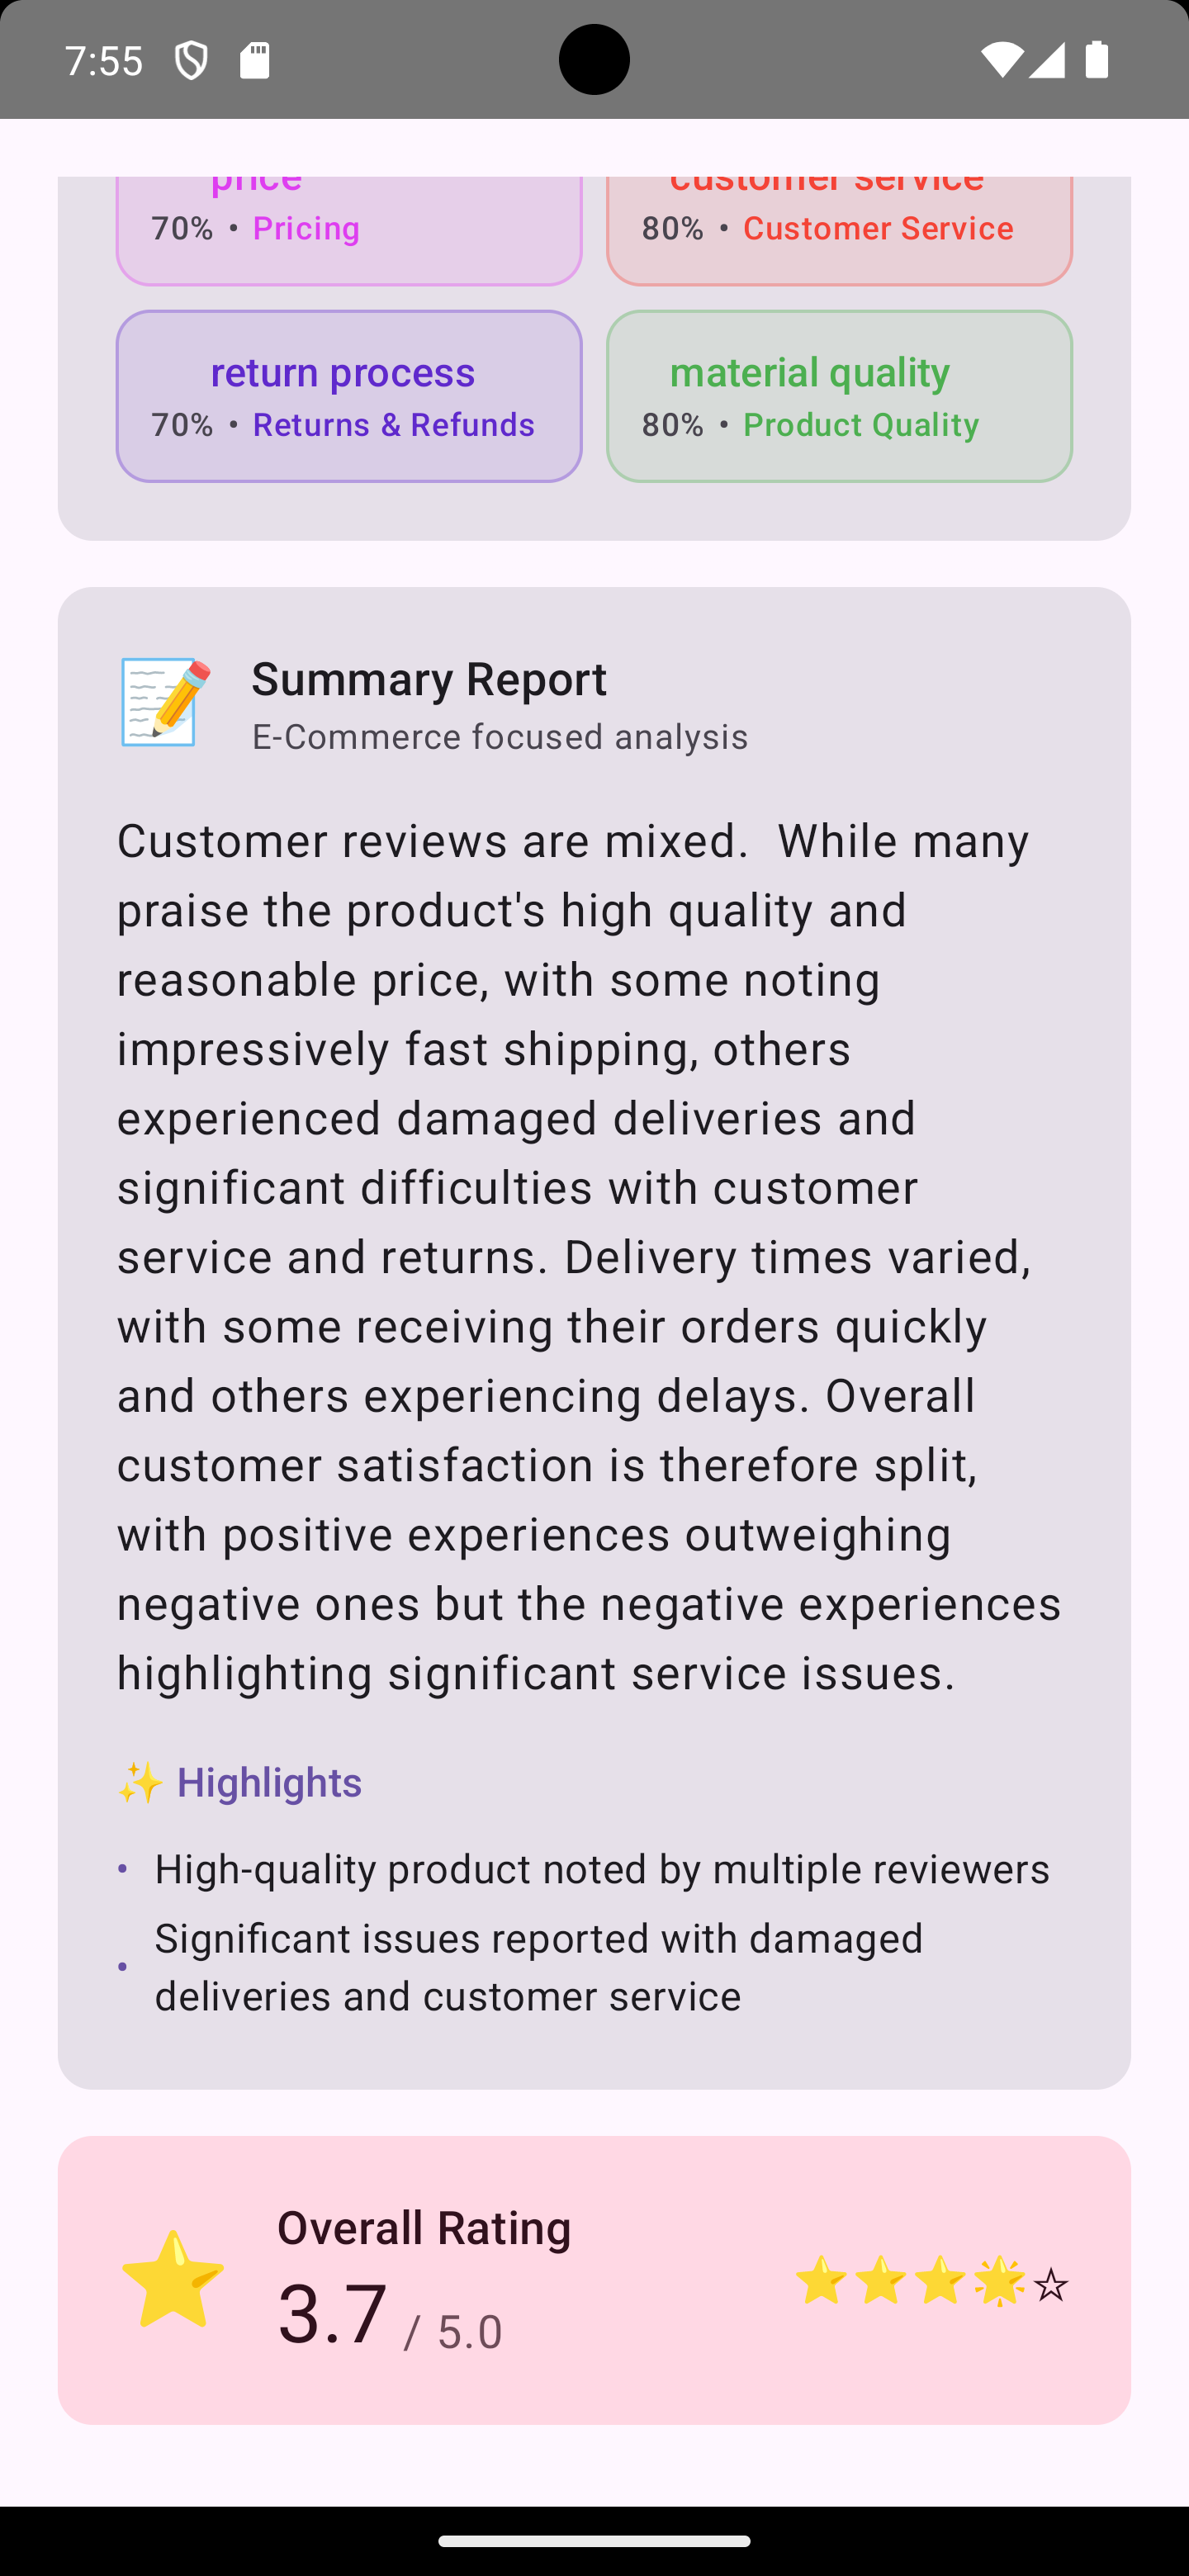 7:55
price
customer service
70% • Pricing
80% • Customer Service
return process
material quality
70% • Returns & Refunds
80% • Product Quality
Summary Report
E-Commerce focused analysis
Customer reviews are mixed.  While many
praise the product's high quality and
reasonable price, with some noting
impressively fast shipping, others
experienced damaged deliveries and
significant difficulties with customer
service and returns. Delivery times varied,
with some receiving their orders quickly
and others experiencing delays. Overall
customer satisfaction is therefore split,
with positive experiences outweighing
negative ones but the negative experiences
highlighting significant service issues.
✨ Highlights
• High-quality product noted by multiple reviewers
• Significant issues reported with damaged
deliveries and customer service
Overall Rating
3.7 / 5.0